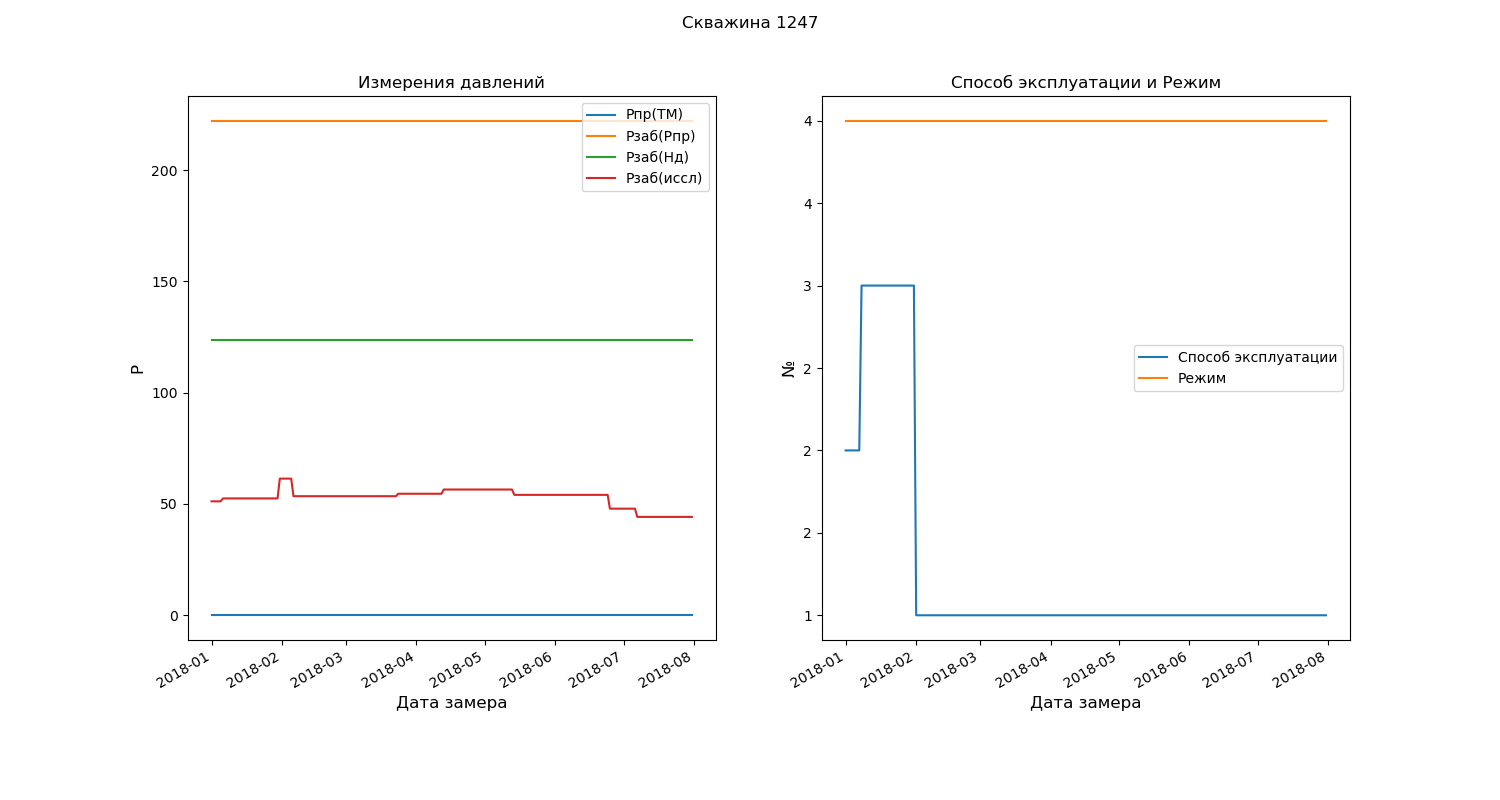 Скважина 1247
Измерения давлений
Рпр(ТМ)
Рзаб(Рпр)
Рзаб(Нд)
Рзаб(иссл)
200
150
100
50
0
Р
2018-01
2018-02
2018-03
2018-04
2018-05
2018-06
2018-07
2018-08
Дата замера
Способ эксплуатации и Режим
4
4
3
2
2
2
1
№
Способ эксплуатации
Режим
2018-01
2018-02
2018-03
2018-04
2018-05
2018-06
2018-07
2018-08
Дата замера